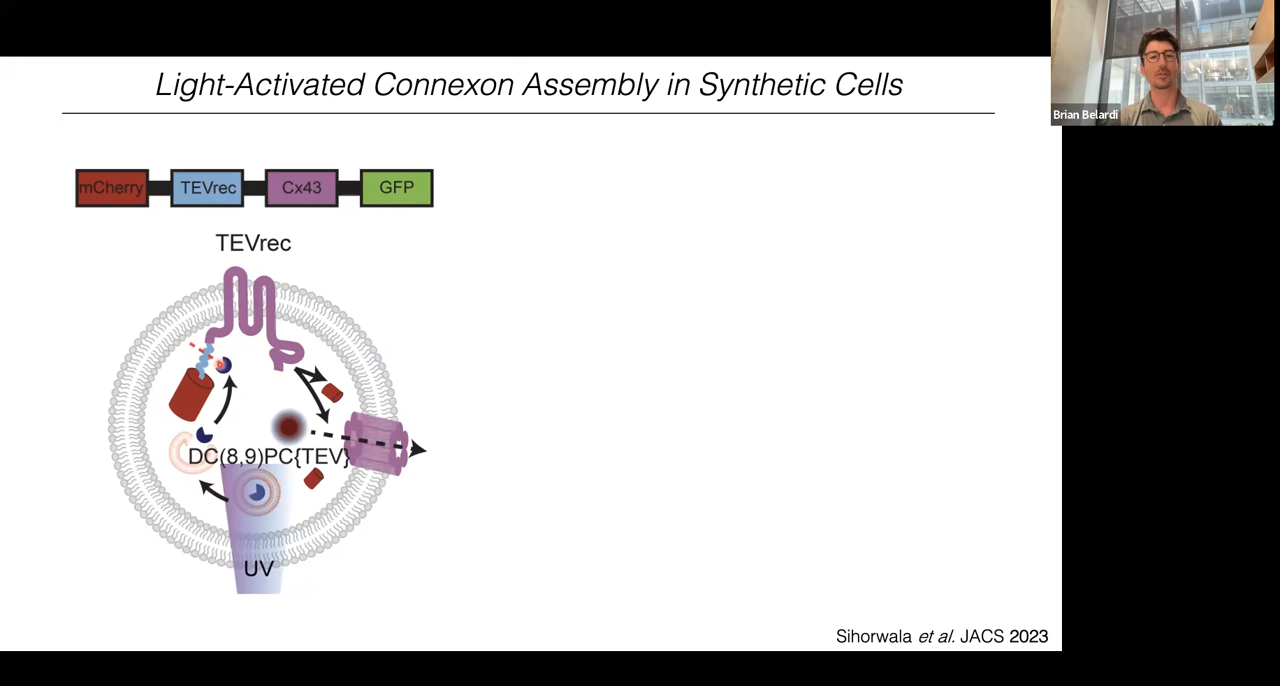 Light-Activated Connexon Assembly in Synthetic Cells
Brian Belardi
mCherry TEVrec Cx43 GFP
TEVrec
DC(8,9)PC{TEV}
UV
Sihorwala et al. JACS 2023